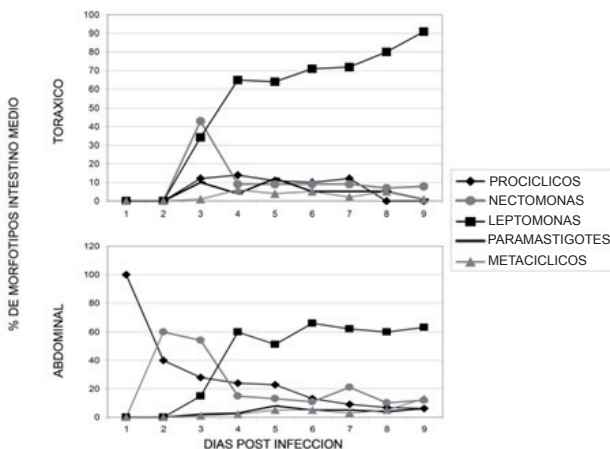 % DE MORFOTIPOS INTESTINO MEDIO
TORAXICO
100
90
80
70
60
50
40
30
20
10
0
1 2 3 4 5 6 7 8 9
ABDOMINAL
120
100
80
60
40
20
0
1 2 3 4 5 6 7 8 9
DIAS POST INFECCION
PROCICLICOS
NECTOMONAS
LEPTOMONAS
PARAMASTIGOTES
METACICLICOS